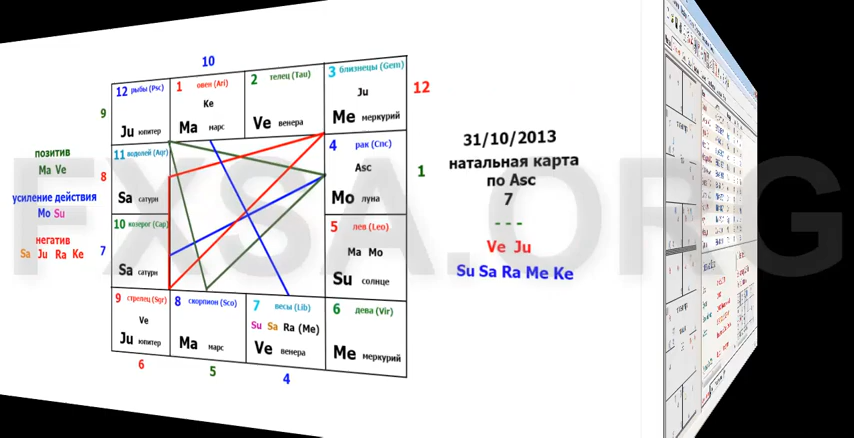 10
12 рыбы (Psc)
Ju юпитер
1 овен (Ari)
Ke
Ma марс
2 телец (Tau)
Ve венера
3 близнецы (Gem)
Ju
Me меркурий
12
9
11 водолей (Aqr)
Sa сатурн
4 рак (Cnc)
Asc
Mo луна
1
8
10 козерог (Cap)
Sa сатурн
5 лев (Leo)
Ma Mo
Su солнце
7
9 стрелец (Sgr)
Ve
Ju юпитер
8 скорпион (Sco)
Ma марс
7 весы (Lib)
Su Sa Ra (Me)
Ve венера
6 дева (Vir)
Me меркурий
6
5
4
позитив
Ma Ve
усиление действия
Mo Su
негатив
Sa Ju Ra Ke
31/10/2013
натальная карта
по Asc
7
- - -
Ve Ju
Su Sa Ra Me Ke
FXSA.ORG